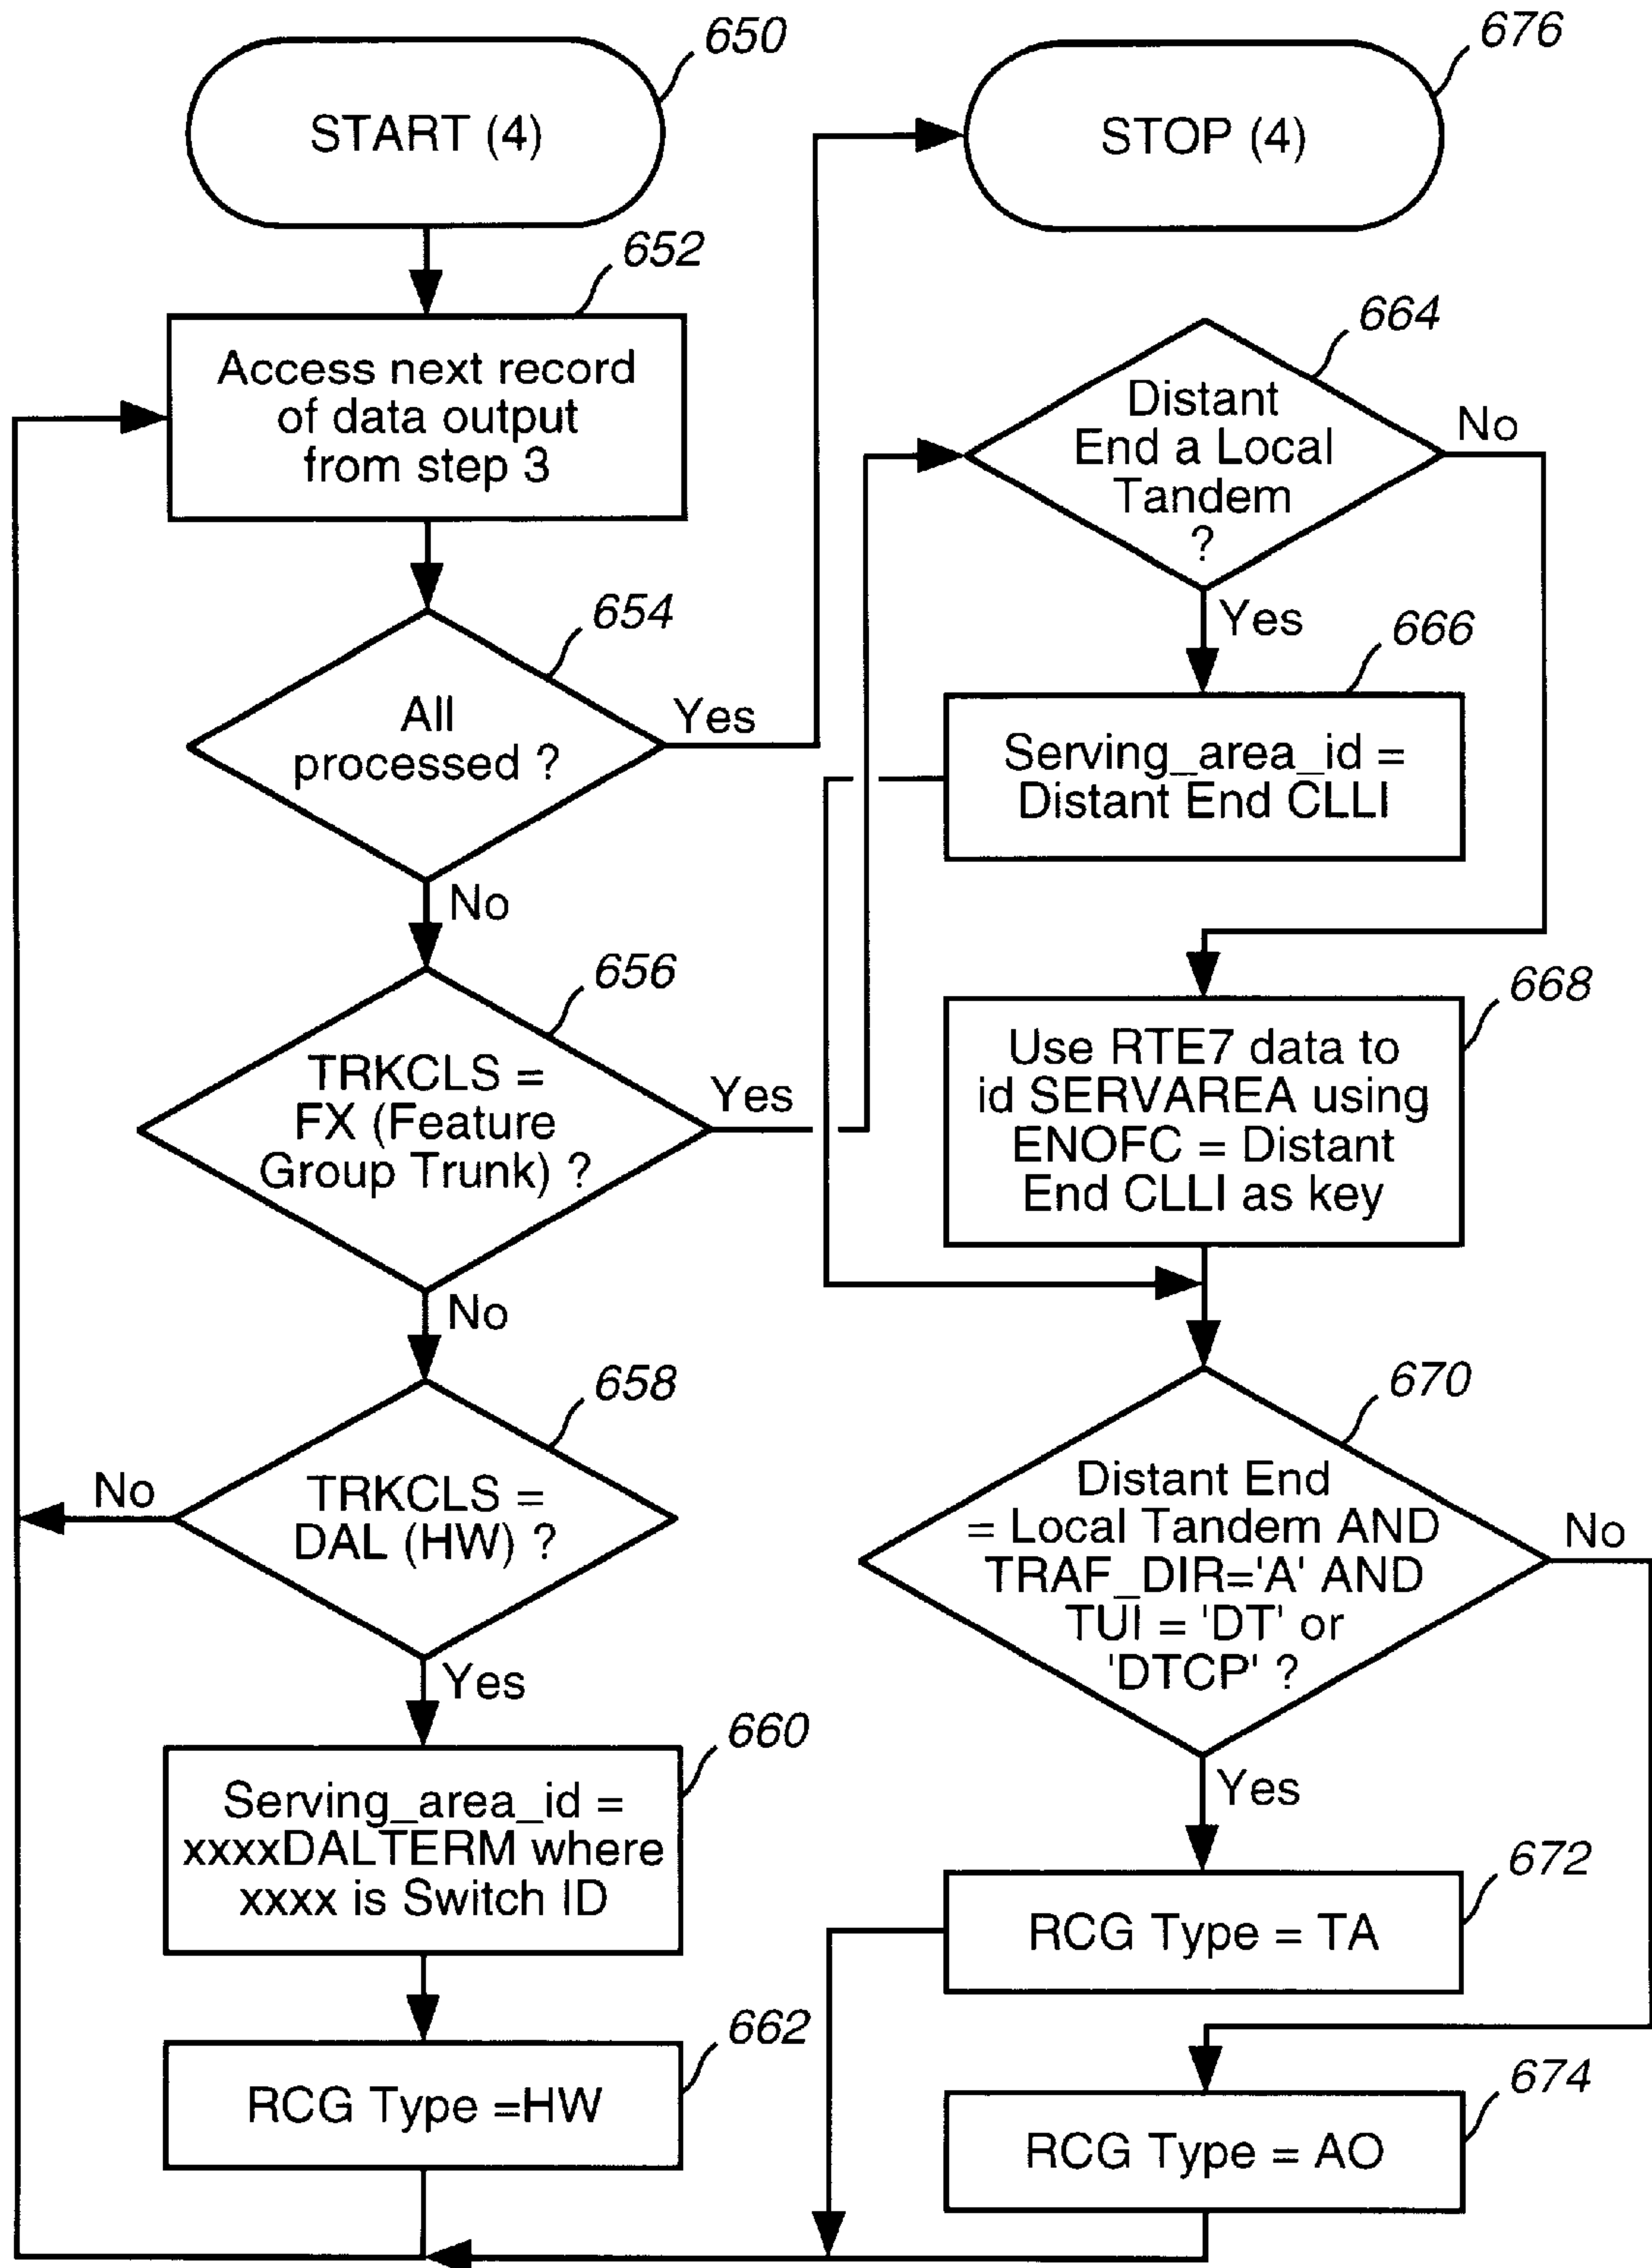 650
START (4)
676
STOP (4)
652
Access next record
of data output
from step 3
654
All
processed ?
Yes
No
656
TRKCLS =
FX (Feature
Group Trunk) ?
Yes
No
658
TRKCLS =
DAL (HW) ?
No
Yes
660
Serving_area_id =
xxxxDALTERM where
xxxx is Switch ID
662
RCG Type =HW
664
Distant
End a Local
Tandem
?
No
Yes
666
Serving_area_id =
Distant End CLLI
668
Use RTE7 data to
id SERVAREA using
ENOFC = Distant
End CLLI as key
670
Distant End
= Local Tandem AND
TRAF_DIR='A' AND
TUI = 'DT' or
'DTCP' ?
No
Yes
672
RCG Type = TA
674
RCG Type = AO